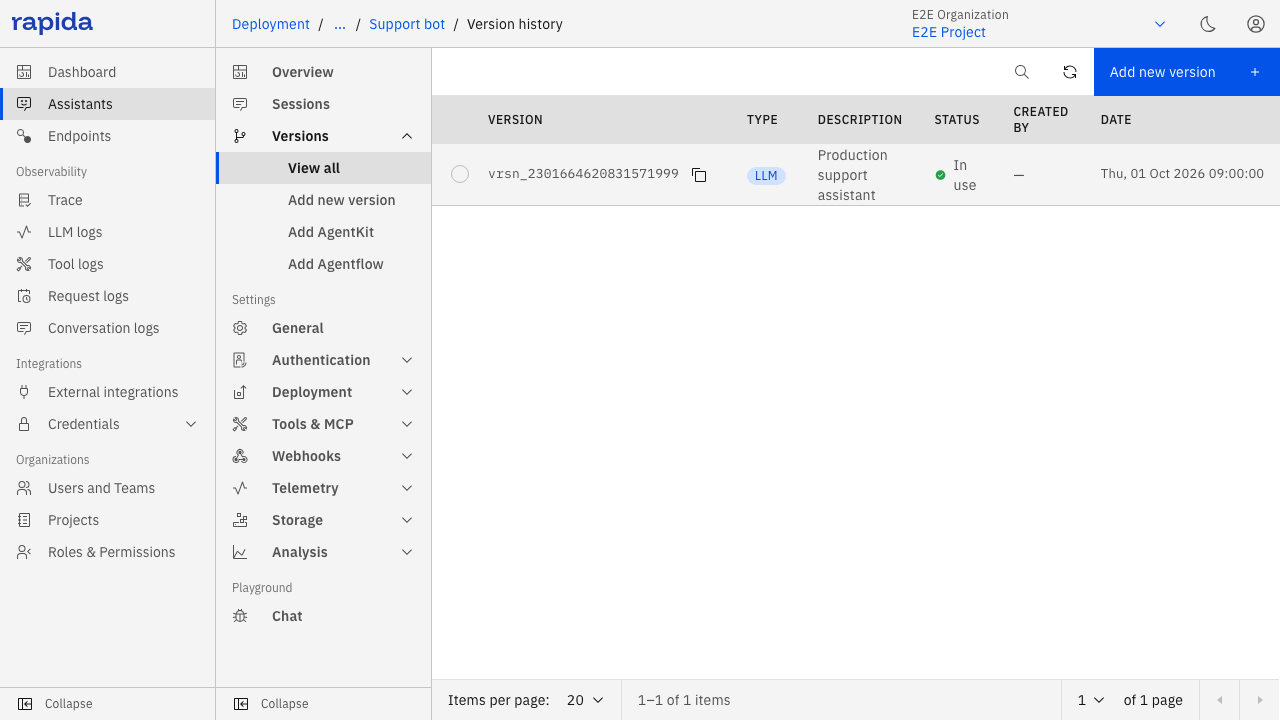 rapida
Deployment / ... / Support bot / Version history
E2E Organization
E2E Project
Dashboard
Assistants
Endpoints
Observability
Trace
LLM logs
Tool logs
Request logs
Conversation logs
Integrations
External integrations
Credentials
Organizations
Users and Teams
Projects
Roles & Permissions
Collapse
Overview
Sessions
Versions
View all
Add new version
Add AgentKit
Add Agentflow
Settings
General
Authentication
Deployment
Tools & MCP
Webhooks
Telemetry
Storage
Analysis
Playground
Chat
Collapse
Add new version +
VERSION TYPE DESCRIPTION STATUS CREATED BY DATE
vrsn_2301664620831571999 LLM Production support assistant In use — Thu, 01 Oct 2026 09:00:00
Items per page: 20 1–1 of 1 items 1 of 1 page